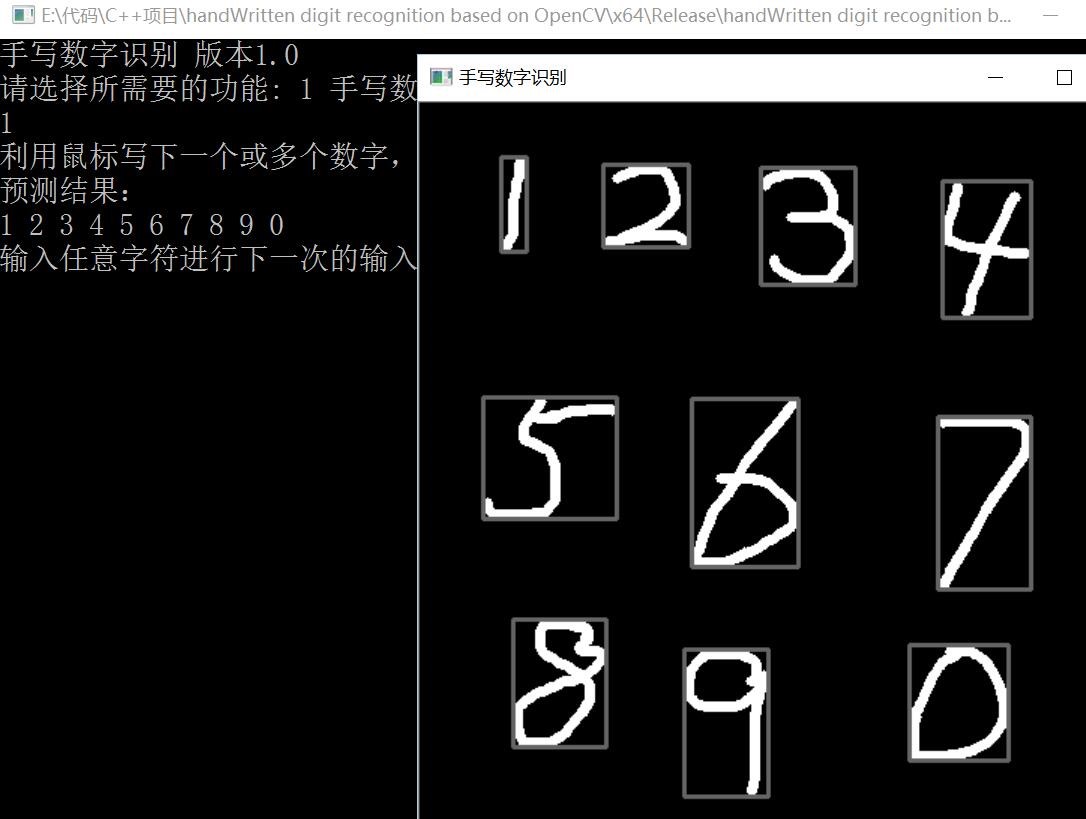 E:\代码\C++项目\handWritten digit recognition based on OpenCV\x64\Release\handWritten digit recognition b...
手写数字识别 版本1.0
请选择所需要的功能: 1 手写数
1
利用鼠标写下一个或多个数字，
预测结果：
1 2 3 4 5 6 7 8 9 0
输入任意字符进行下一次的输入
手写数字识别
1 2 3 4
5 6 7
8 9 0